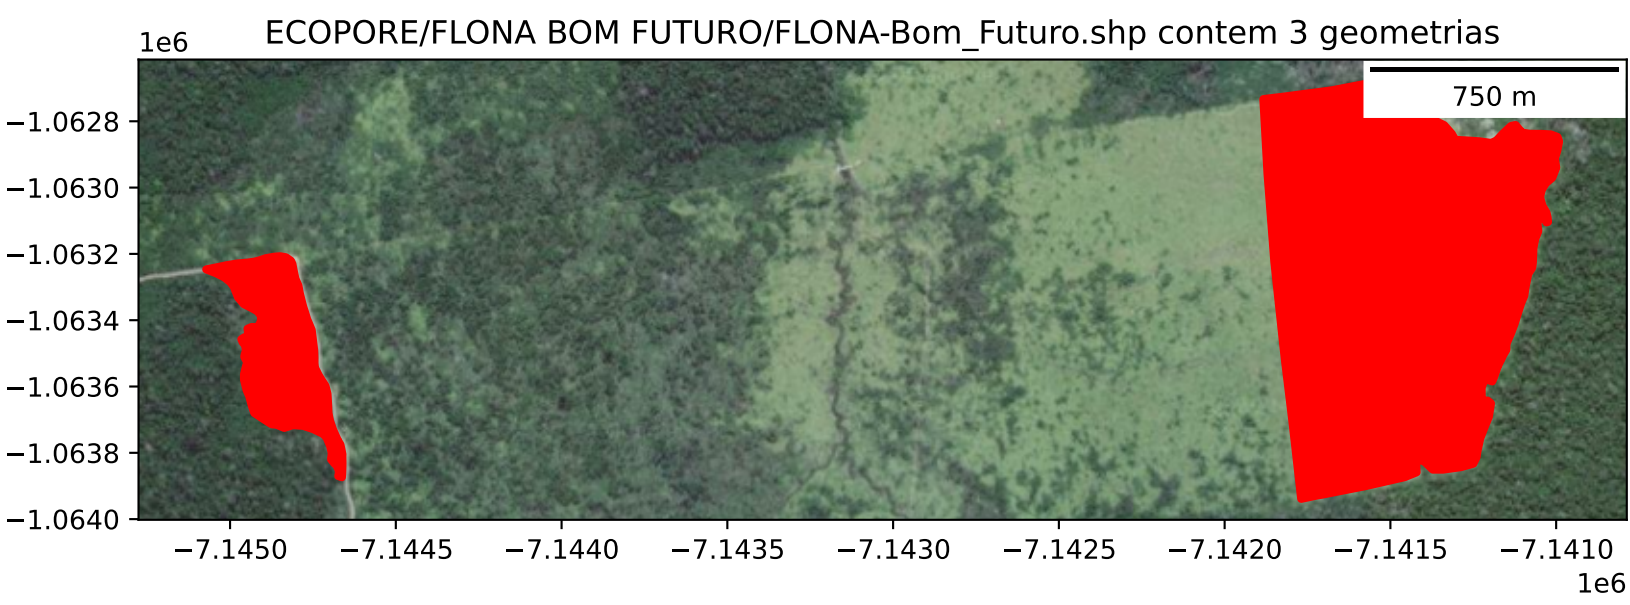 ECOPORE/FLONA BOM FUTURO/FLONA-Bom_Futuro.shp contem 3 geometrias
1e6
750 m
−1.0628
−1.0630
−1.0632
−1.0634
−1.0636
−1.0638
−1.0640
−7.1450 −7.1445 −7.1440 −7.1435 −7.1430 −7.1425 −7.1420 −7.1415 −7.1410
1e6